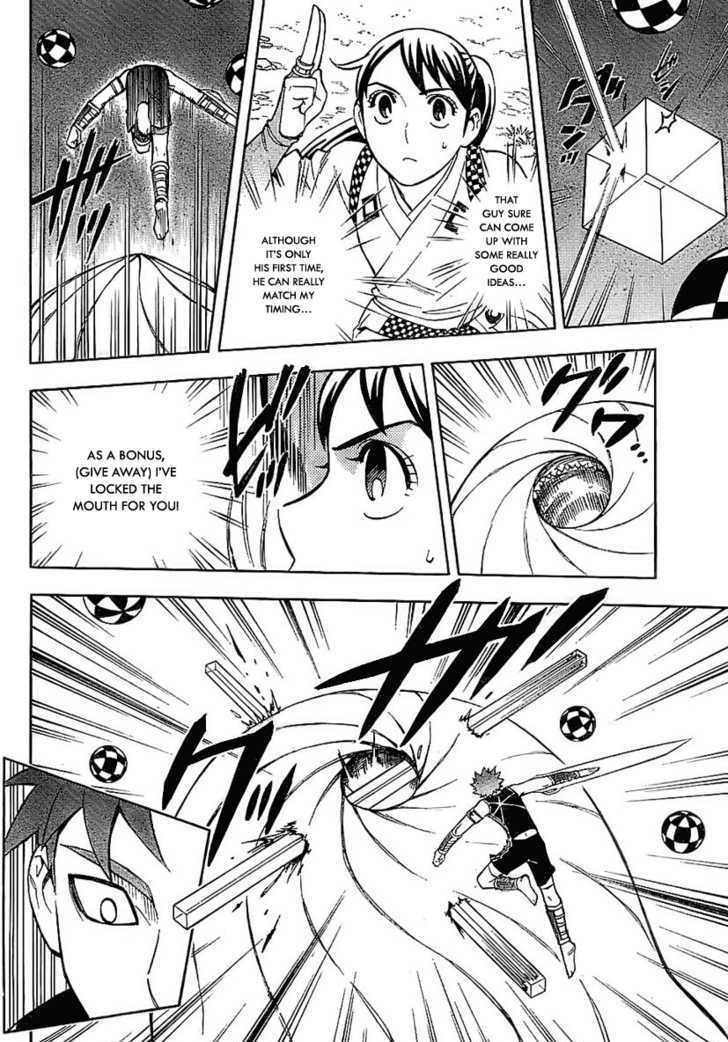 THAT
GUY SURE
CAN COME
UP WITH
SOME REALLY
GOOD
IDEAS...
ALTHOUGH
IT'S ONLY
HIS FIRST TIME,
HE CAN REALLY
MATCH MY
TIMING...
AS A BONUS,
(GIVE AWAY) I'VE
LOCKED THE
MOUTH FOR YOU!